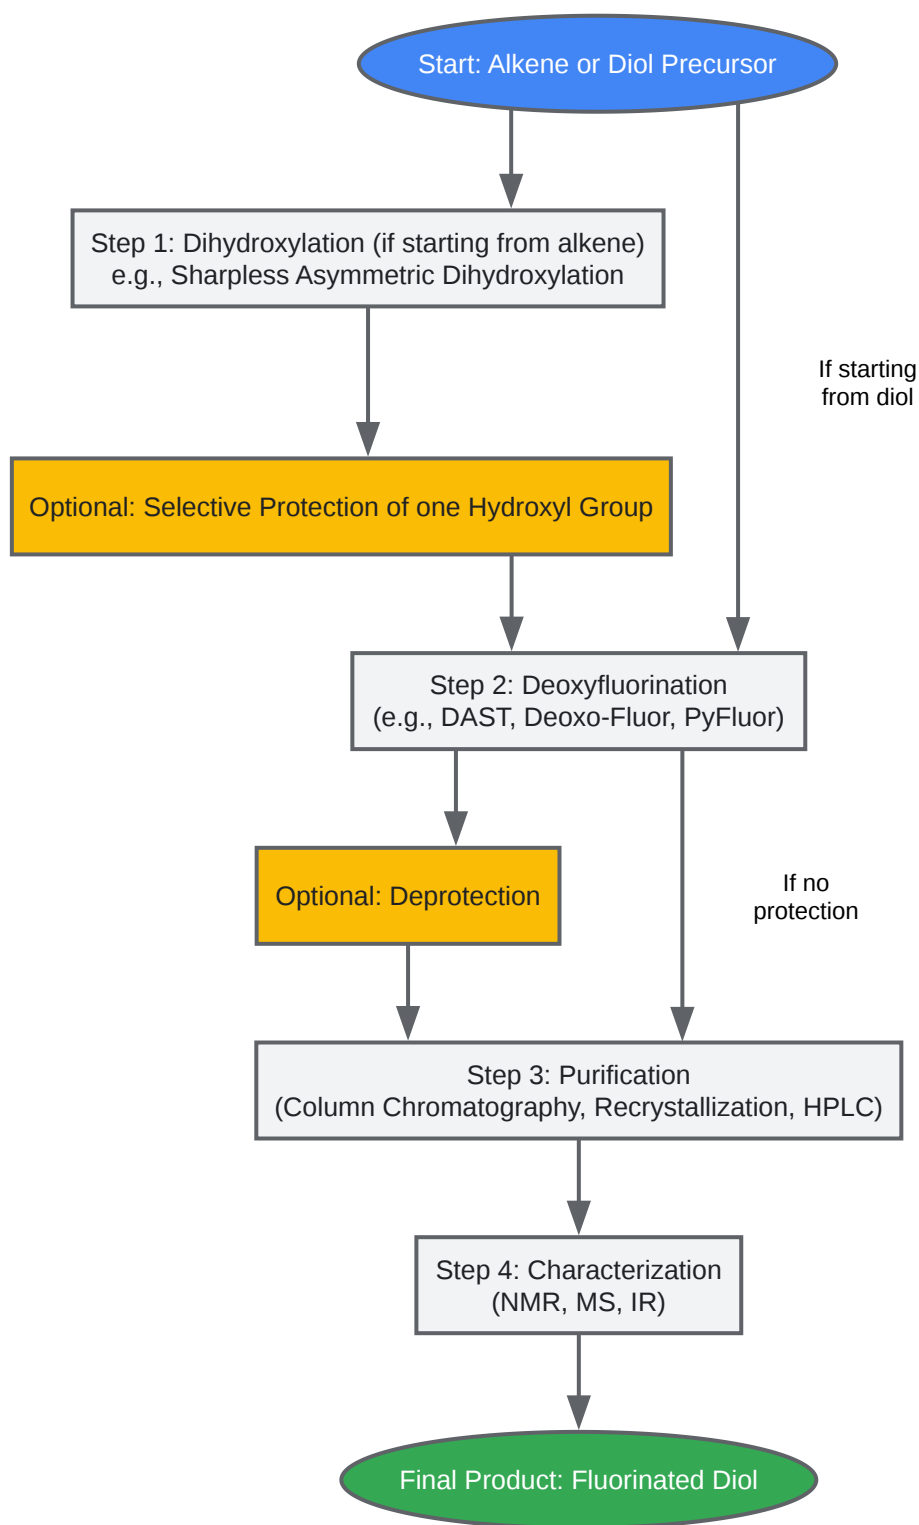 Start: Alkene or Diol Precursor
Step 1: Dihydroxylation (if starting from alkene)
e.g., Sharpless Asymmetric Dihydroxylation
If starting
from diol
Optional: Selective Protection of one Hydroxyl Group
Step 2: Deoxyfluorination
(e.g., DAST, Deoxo-Fluor, PyFluor)
Optional: Deprotection
If no
protection
Step 3: Purification
(Column Chromatography, Recrystallization, HPLC)
Step 4: Characterization
(NMR, MS, IR)
Final Product: Fluorinated Diol